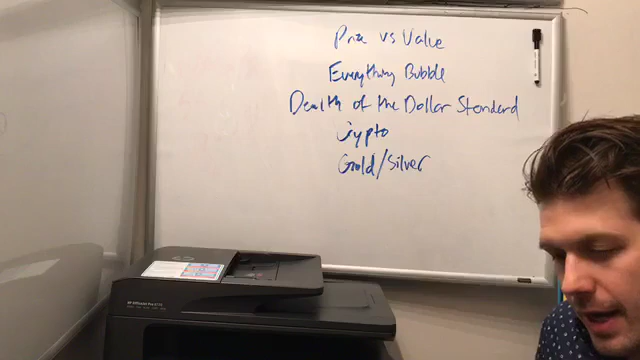 Price vs Value
Everything Bubble
Death of the Dollar Standard
Crypto
Gold/Silver